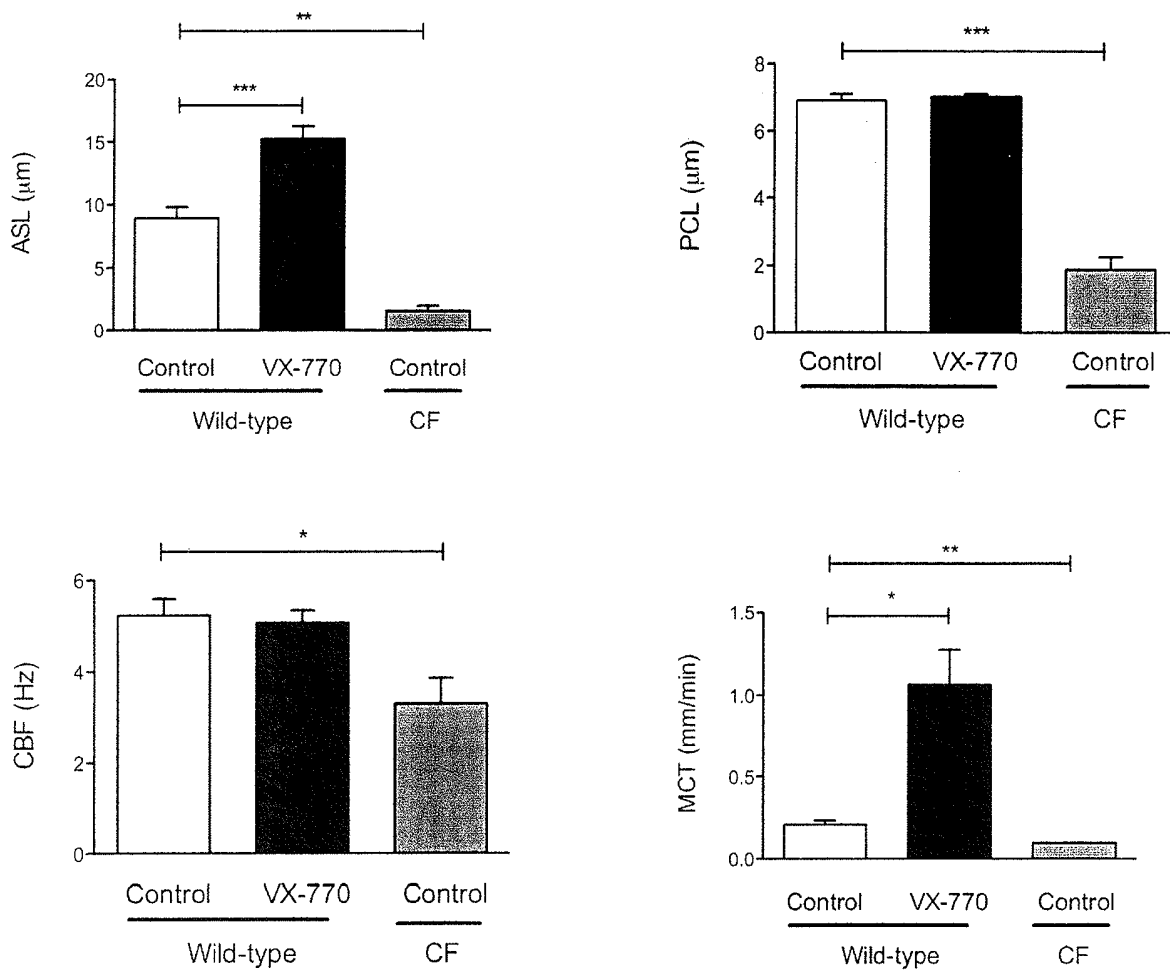 **
***
ASL (μm)
20
15
10
5
0
Control VX-770 Control
Wild-type CF
***
PCL (μm)
8
6
4
2
0
Control VX-770 Control
Wild-type CF
*
CBF (Hz)
6
4
2
0
Control VX-770 Control
Wild-type CF
**
*
MCT (mm/min)
1.5
1.0
0.5
0.0
Control VX-770 Control
Wild-type CF